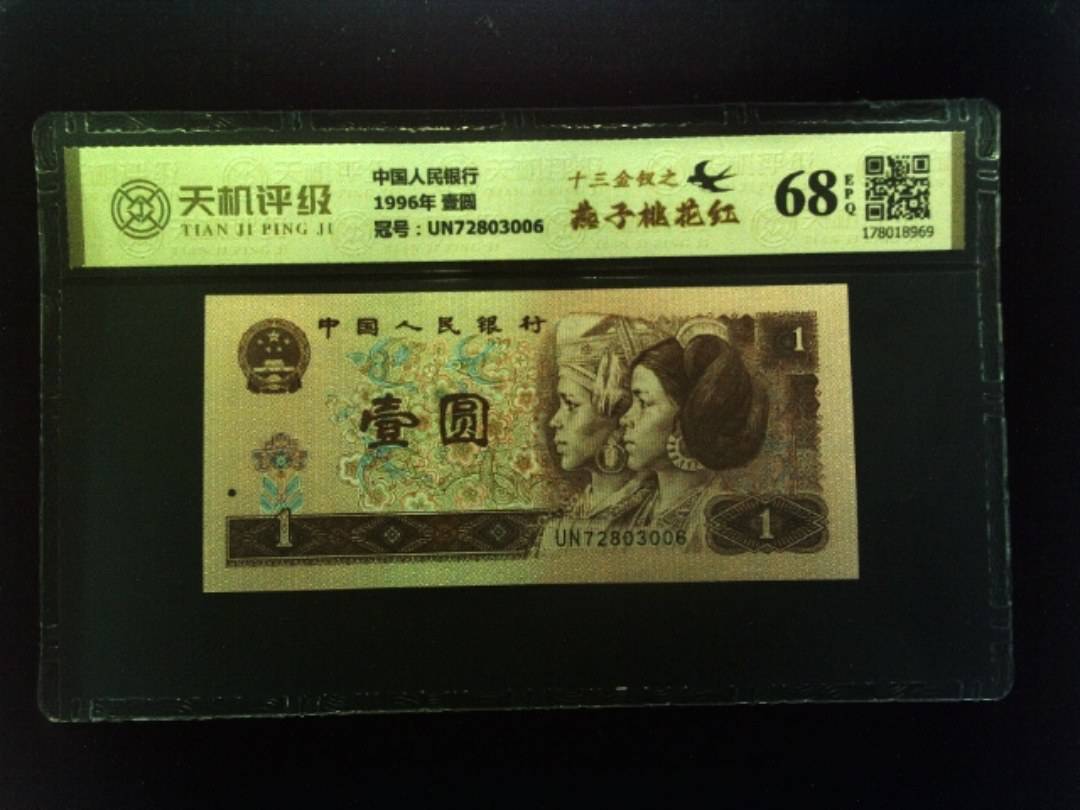 天机评级
TIAN JI PING JI
中国人民银行
1996年 壹圆
冠号：UN72803006
十三金钗之
燕子桃花红
68
EPQ
178018969
中国人民银行
1
壹圆
1
UN72803006
1